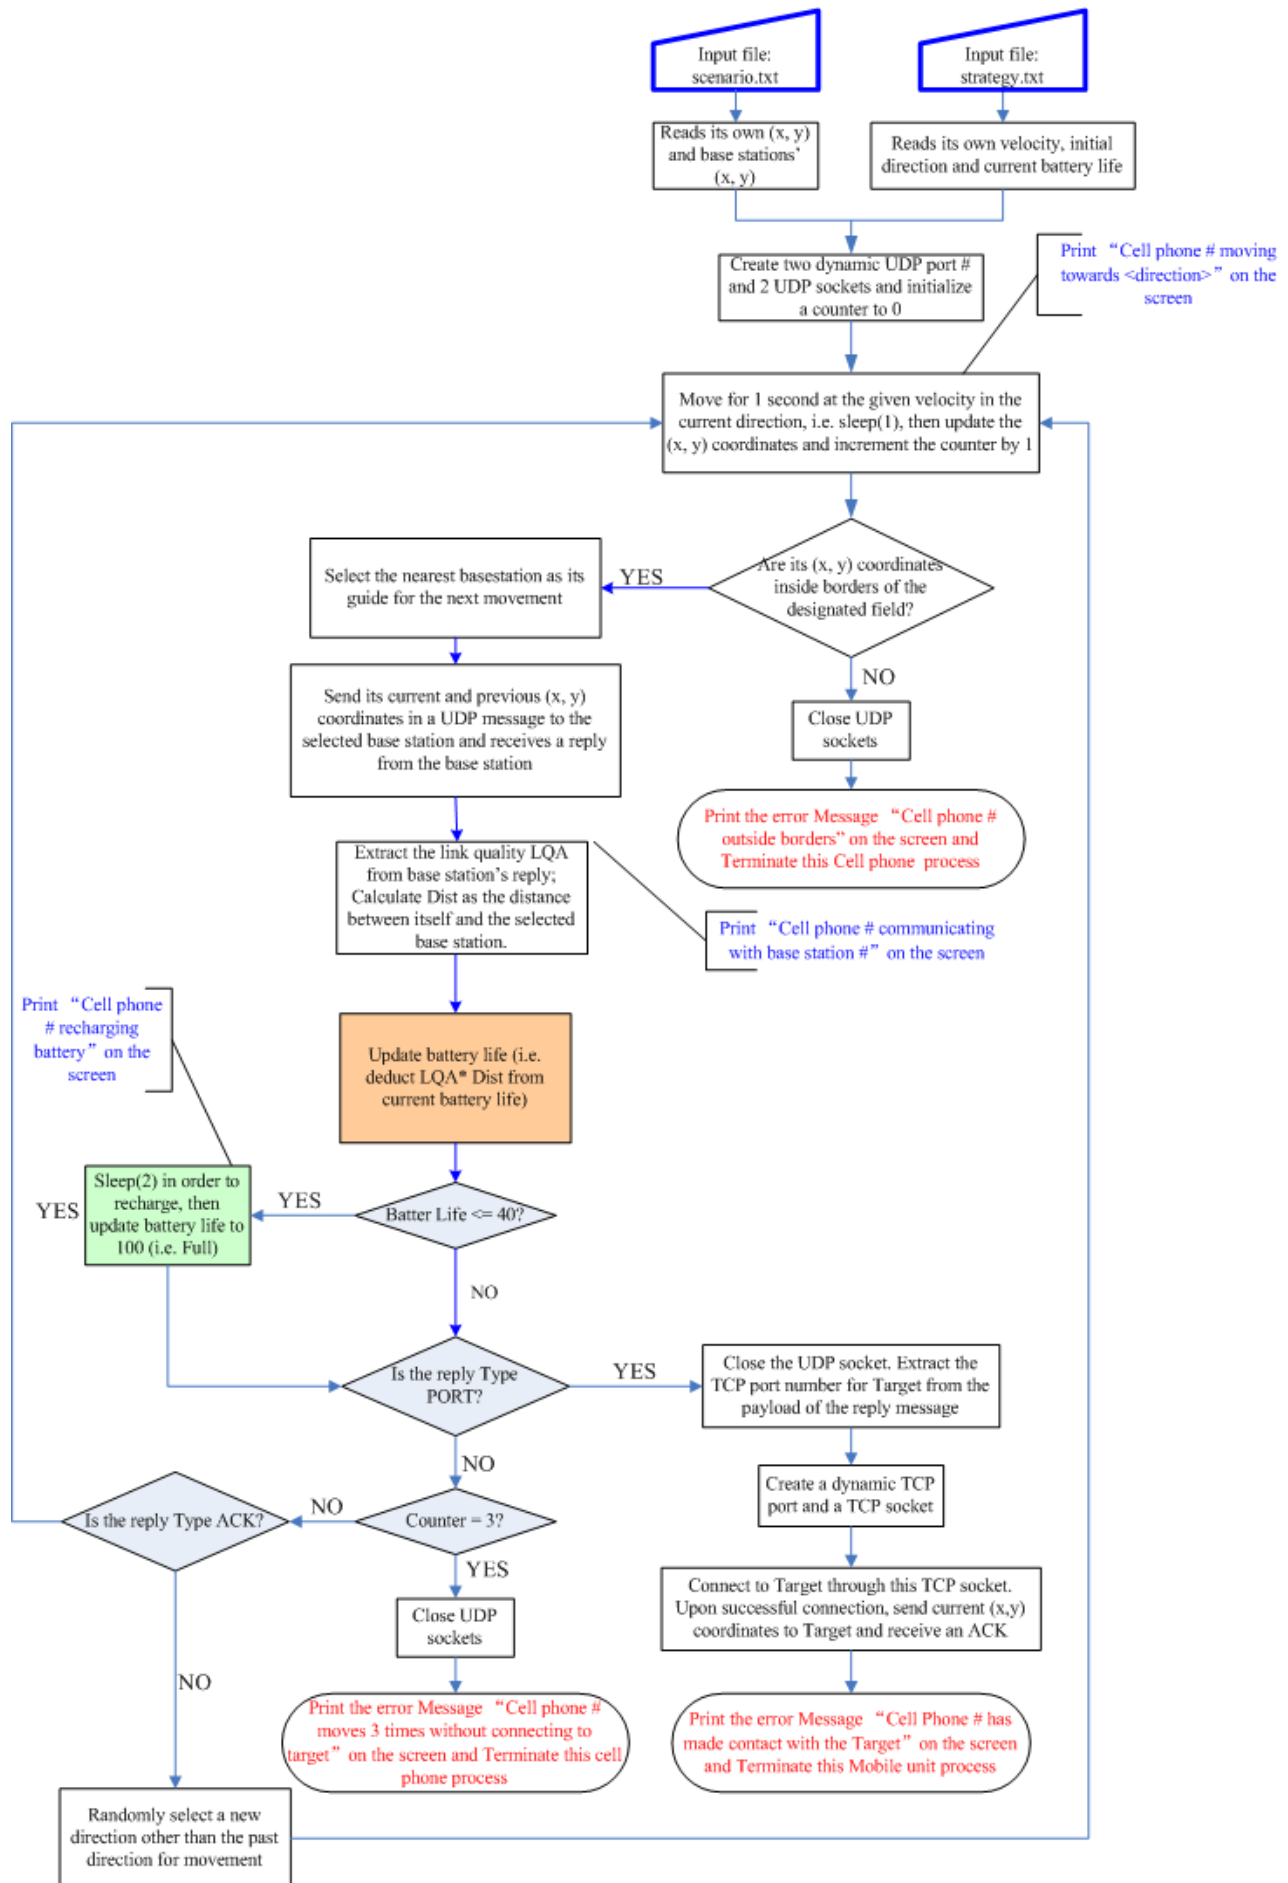 Input file:
scenario.txt
Input file:
strategy.txt
Reads its own (x, y)
and base stations’
(x, y)
Reads its own velocity, initial
direction and current battery life
Create two dynamic UDP port #
and 2 UDP sockets and initialize
a counter to 0
Print “Cell phone # moving
towards <direction>” on the
screen
Move for 1 second at the given velocity in the
current direction, i.e. sleep(1), then update the
(x, y) coordinates and increment the counter by 1
Are its (x, y) coordinates
inside borders of the
designated field?
YES
Select the nearest basestation as its
guide for the next movement
NO
Send its current and previous (x, y)
coordinates in a UDP message to the
selected base station and receives a reply
from the base station
Close UDP
sockets
Print the error Message “Cell phone #
outside borders” on the screen and
Terminate this Cell phone process
Extract the link quality LQA
from base station’s reply;
Calculate Dist as the distance
between itself and the selected
base station.
Print “Cell phone # communicating
with base station #” on the screen
Print “Cell phone
# recharging
battery” on the
screen
Update battery life (i.e.
deduct LQA* Dist from
current battery life)
YES
Sleep(2) in order to
recharge, then
update battery life to
100 (i.e. Full)
YES
Batter Life <= 40?
NO
Is the reply Type
PORT?
YES
Close the UDP socket. Extract the
TCP port number for Target from the
payload of the reply message
NO
Create a dynamic TCP
port and a TCP socket
Is the reply Type ACK?
NO
Counter = 3?
YES
Connect to Target through this TCP socket.
Upon successful connection, send current (x,y)
coordinates to Target and receive an ACK
Close UDP
sockets
NO
Print the error Message “Cell phone #
moves 3 times without connecting to
target” on the screen and Terminate this cell
phone process
Print the error Message “Cell Phone # has
made contact with the Target” on the screen
and Terminate this Mobile unit process
Randomly select a new
direction other than the past
direction for movement